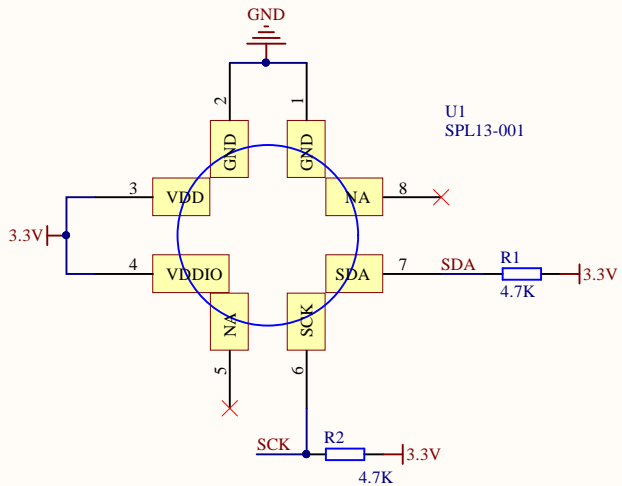 GND
2
1
U1
SPL13-001
GND
GND
3
VDD
NA
8
3.3V
4
VDDIO
SDA
7
SDA
R1
3.3V
4.7K
NA
SCK
5
6
SCK
R2
3.3V
4.7K